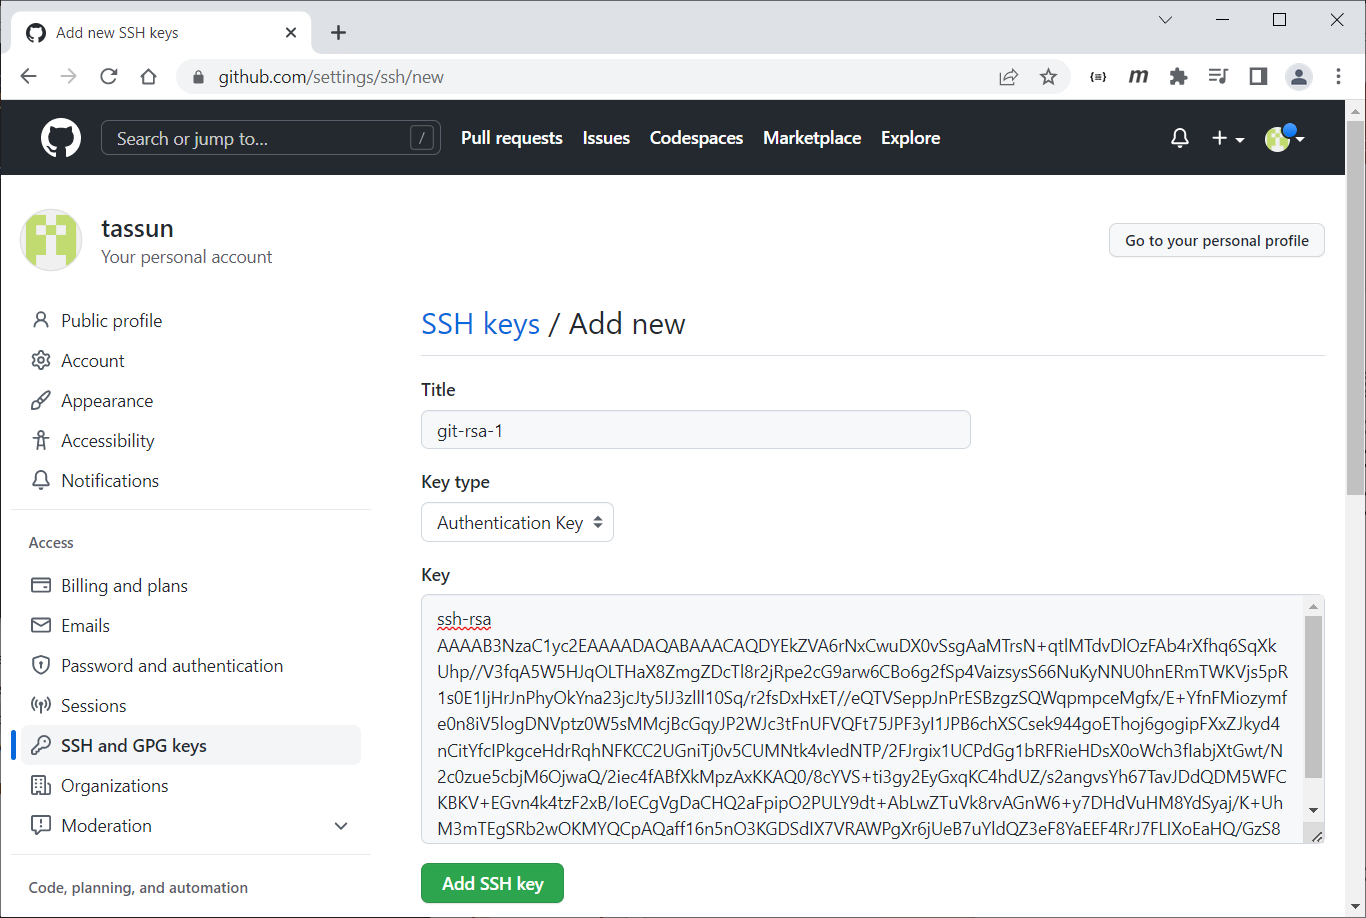 Add new SSH keys
github.com/settings/ssh/new
Search or jump to... /
Pull requests Issues Codespaces Marketplace Explore
tassun
Your personal account
Go to your personal profile
Public profile
Account
Appearance
Accessibility
Notifications
Access
Billing and plans
Emails
Password and authentication
Sessions
SSH and GPG keys
Organizations
Moderation
Code, planning, and automation
SSH keys / Add new
Title
git-rsa-1
Key type
Authentication Key
Key
ssh-rsa
AAAAB3NzaC1yc2EAAAADAQABAAACAQDYEkZVA6rNxCwuDX0vSsgAaMTrsN+qtlMTdvDlOzFAb4rXfhq6SqXk
Uhp//V3fqA5W5HJqOLTHaX8ZmgZDcTl8r2jRpe2cG9arw6CBo6g2fSp4VaizsysS66NuKyNNU0hnERmTWKVjs5pR
1s0E1IjHrJnPhyOkYna23jcJty5IJ3zlll10Sq/r2fsDxHxET//eQTVSeppJnPrESBzgzSQWqpmpceMgfx/E+YfnFMiozymf
e0n8iV5logDNVptz0W5sMMcjBcGqyJP2WJc3tFnUFVQFt75JPF3yI1JPB6chXSCsek944goEThoj6gogipFXxZJkyd4
nCitYfcIPkgceHdrRqhNFKCC2UGniTj0v5CUMNtk4vIedNTP/2FJrgix1UCPdGg1bRFRieHDsX0oWch3fIabjXtGwt/N
2c0zue5cbjM6OjwaQ/2iec4fABfXkMpzAxKKAQ0/8cYVS+ti3gy2EyGxqKC4hdUZ/s2angvsYh67TavJDdQDM5WFC
KBKV+EGvn4k4tzF2xB/IoECgVgDaCHQ2aFpipO2PULY9dt+AbLwZTuVk8rvAGnW6+y7DHdVuHM8YdSyaj/K+Uh
M3mTEgSRb2wOKMYQCpAQaff16n5nO3KGDSdIX7VRAWPgXr6jUeB7uYldQZ3eF8YaEEF4RrJ7FLIXoEaHQ/GzS8
Add SSH key